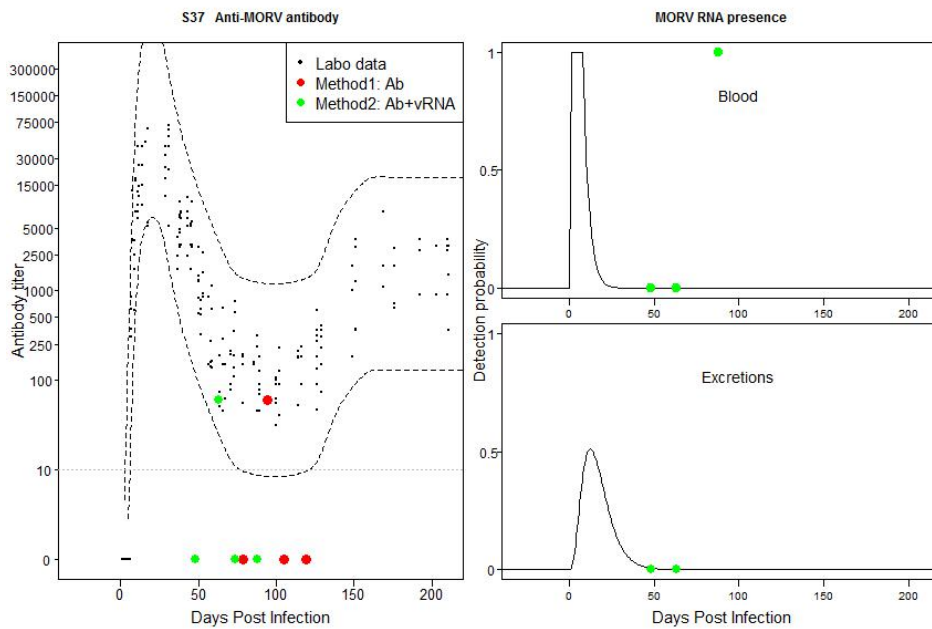 S37 Anti-MORV antibody
Antibody titer
300000
150000
75000
30000
15000
5000
2500
1000
500
250
100
10
0
Labo data
Method1: Ab
Method2: Ab+vRNA
0 50 100 150 200
Days Post Infection
MORV RNA presence
Detection probability
1
0.5
0
Blood
0 50 100 150 200
1
0.5
0
Excretions
0 50 100 150 200
Days Post Infection